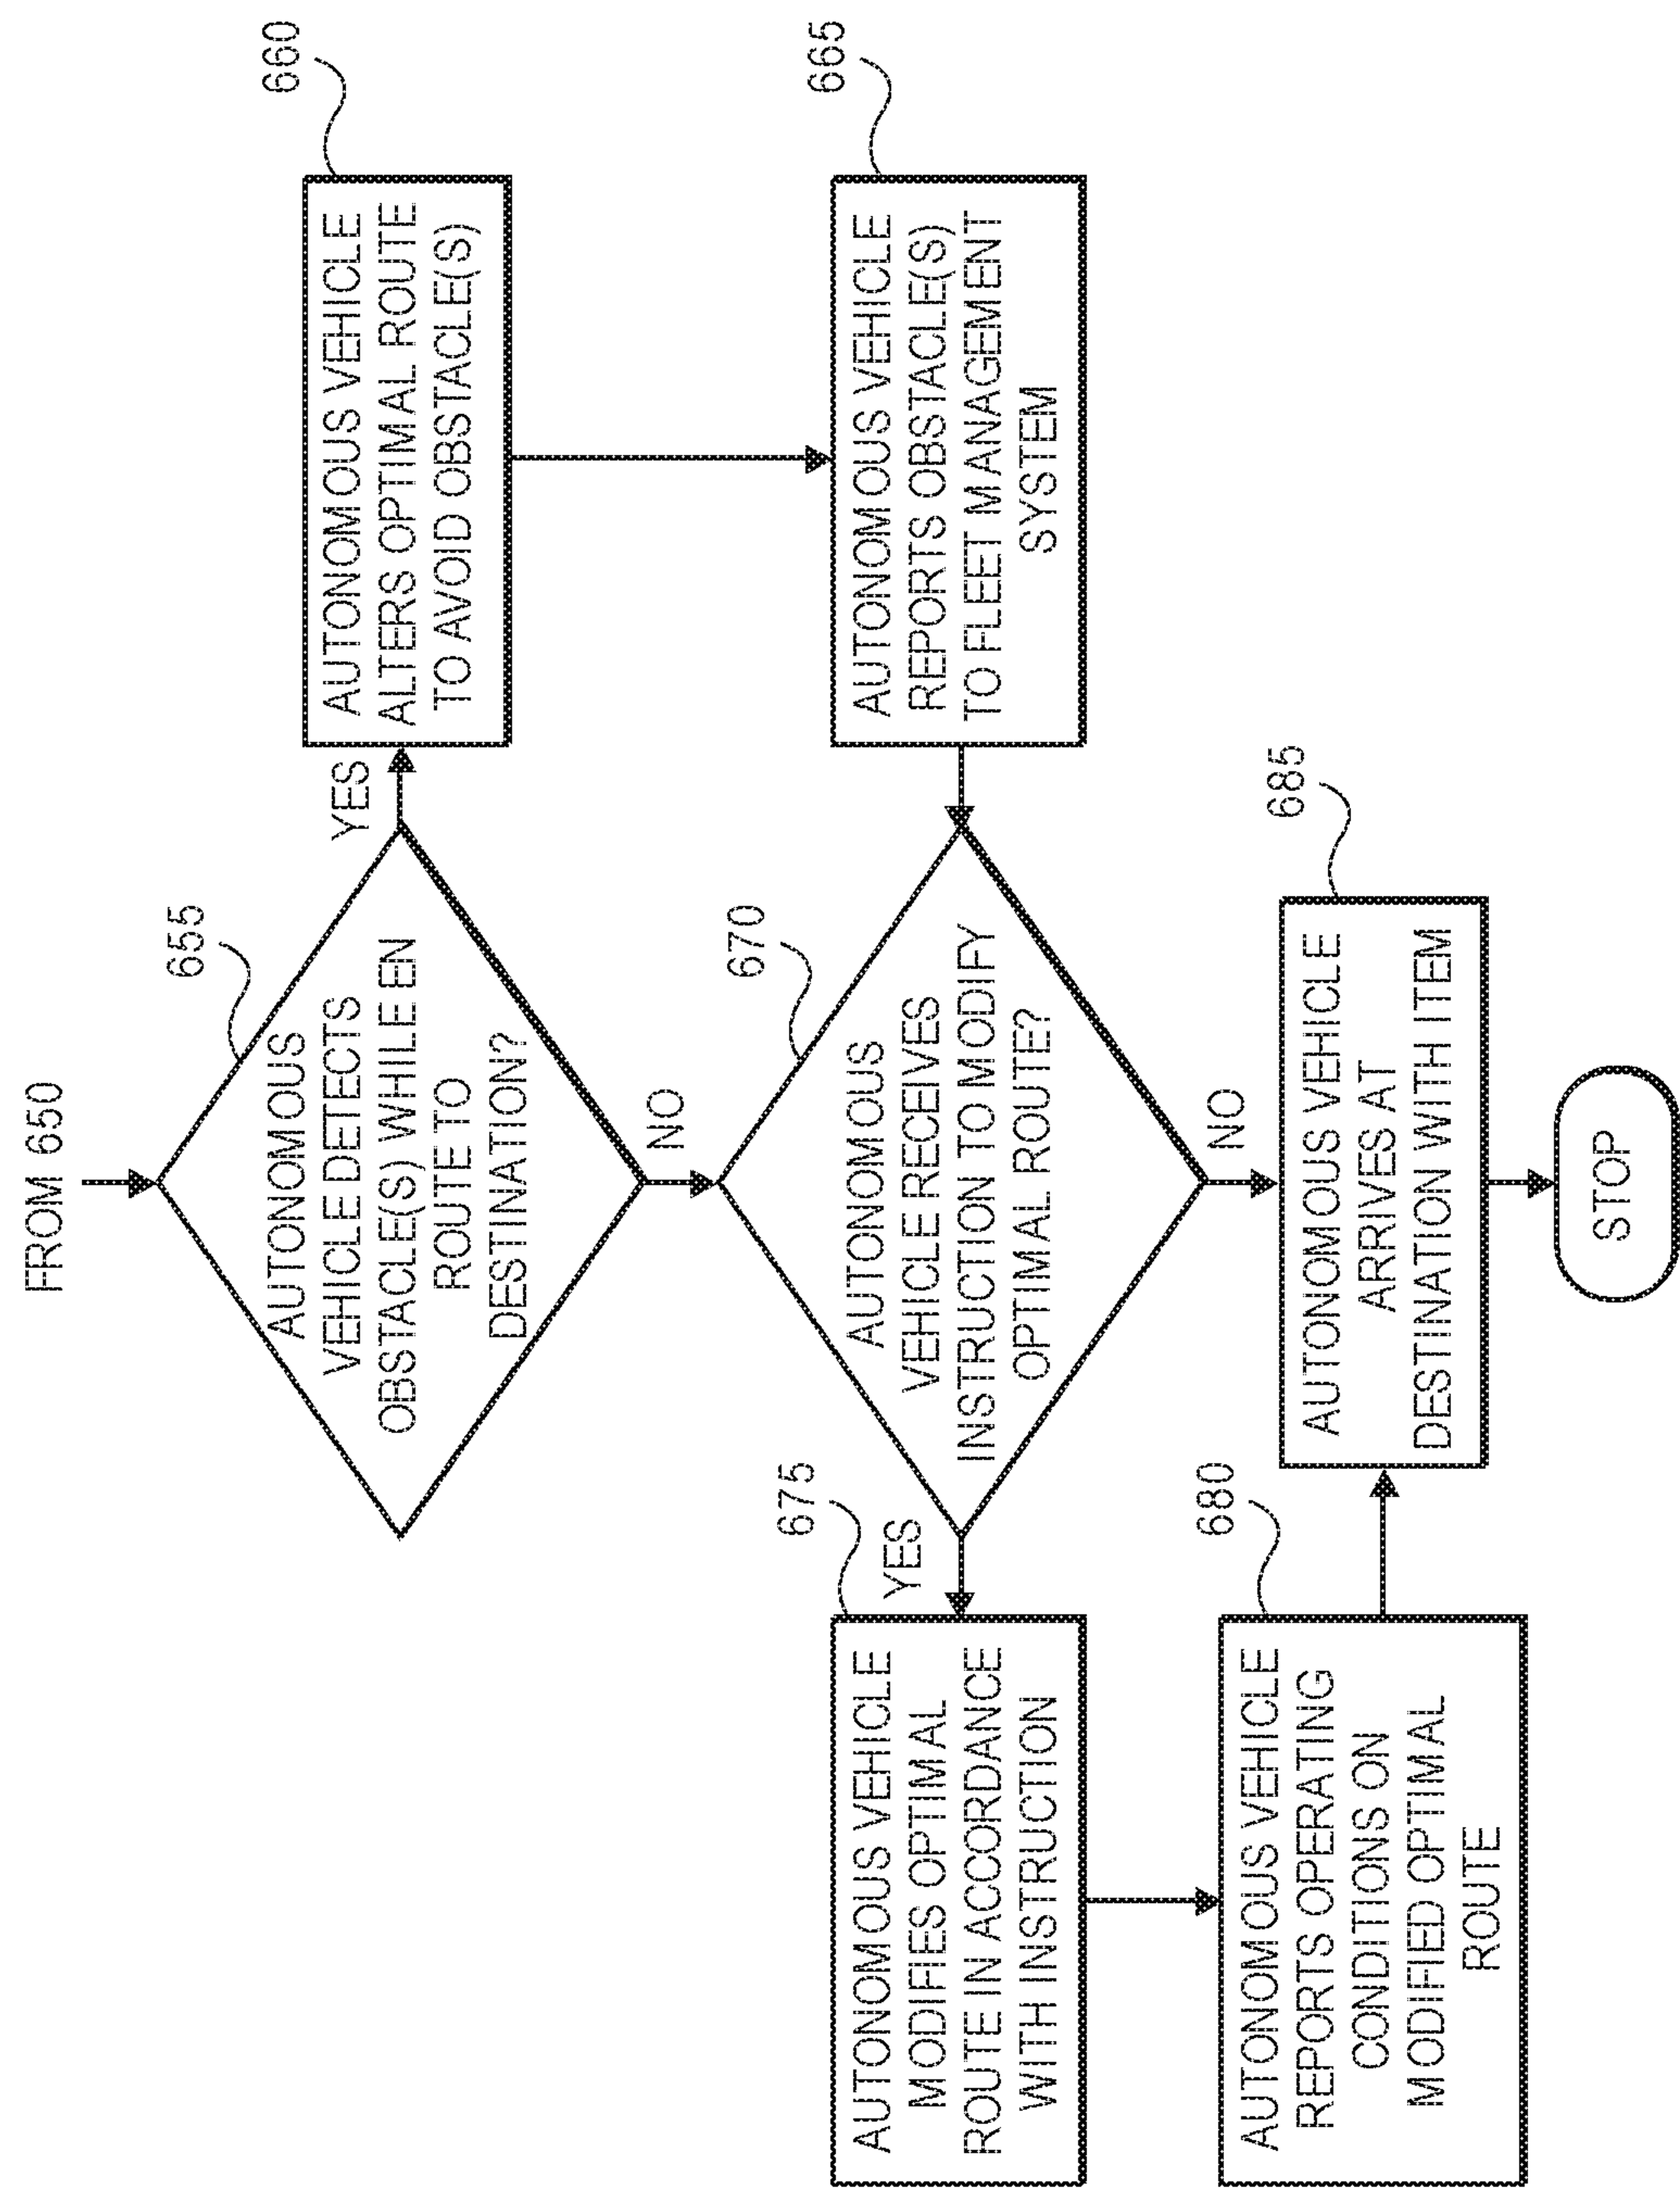 FROM 650
655
AUTONOMOUS
VEHICLE DETECTS
OBSTACLE(S) WHILE EN
ROUTE TO
DESTINATION?
YES
660
AUTONOMOUS VEHICLE
ALTERS OPTIMAL ROUTE
TO AVOID OBSTACLE(S)
NO
665
AUTONOMOUS VEHICLE
REPORTS OBSTACLE(S)
TO FLEET MANAGEMENT
SYSTEM
670
AUTONOMOUS
VEHICLE RECEIVES
INSTRUCTION TO MODIFY
OPTIMAL ROUTE?
YES
675
AUTONOMOUS VEHICLE
MODIFIES OPTIMAL
ROUTE IN ACCORDANCE
WITH INSTRUCTION
NO
680
AUTONOMOUS VEHICLE
REPORTS OPERATING
CONDITIONS ON
MODIFIED OPTIMAL
ROUTE
685
AUTONOMOUS VEHICLE
ARRIVES AT
DESTINATION WITH ITEM
STOP